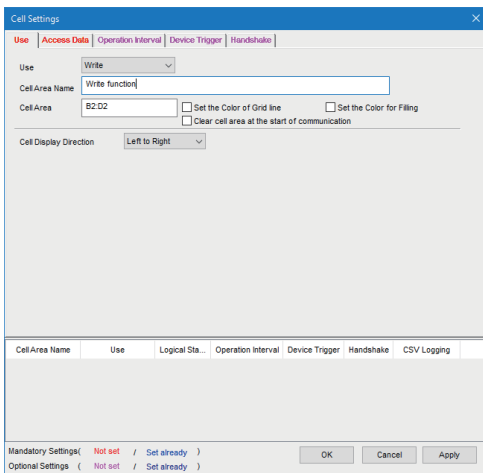 Cell Settings
Use Access Data Operation Interval Device Trigger Handshake
Use Write
Cell Area Name Write function
Cell Area B2:D2 Set the Color of Grid line Set the Color for Filling
Clear cell area at the start of communication
Cell Display Direction Left to Right
Cell Area Name Use Logical Sta... Operation Interval Device Trigger Handshake CSV Logging
Mandatory Settings( Not set / Set already )
Optional Settings ( Not set / Set already )
OK Cancel Apply